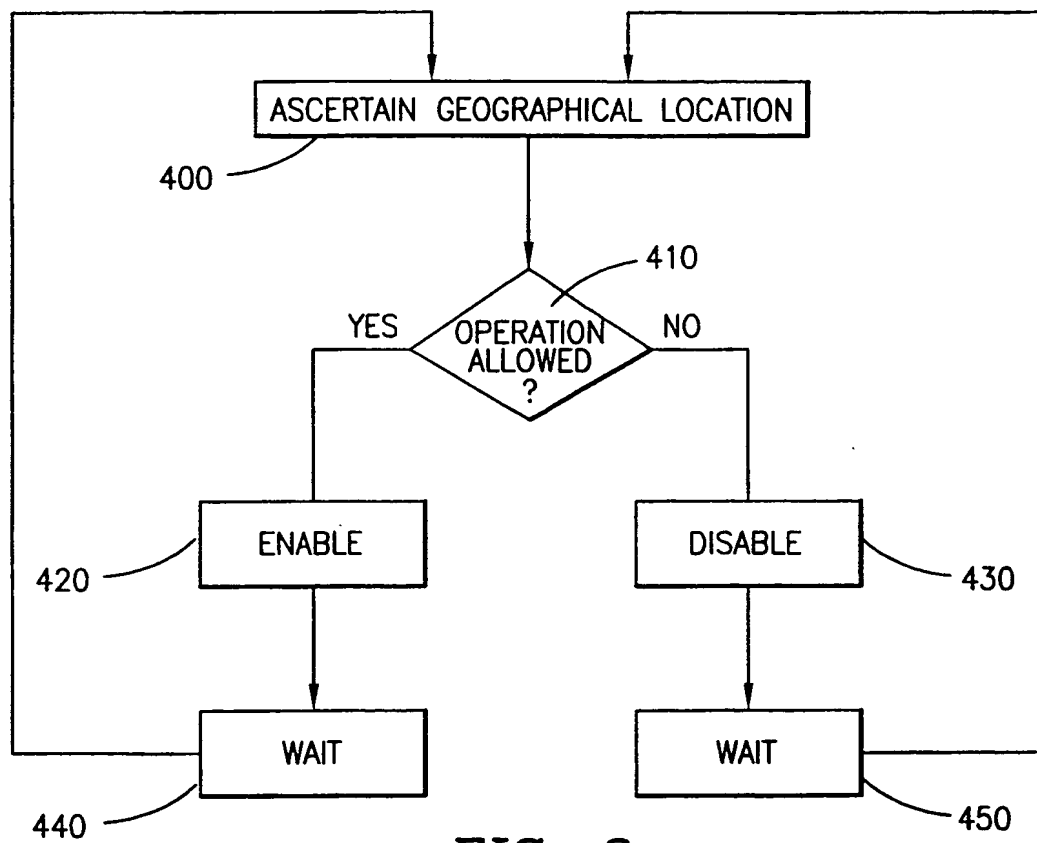 ASCERTAIN GEOGRAPHICAL LOCATION
400
410
YES
OPERATION
ALLOWED
?
NO
ENABLE
DISABLE
420
430
WAIT
WAIT
440
450